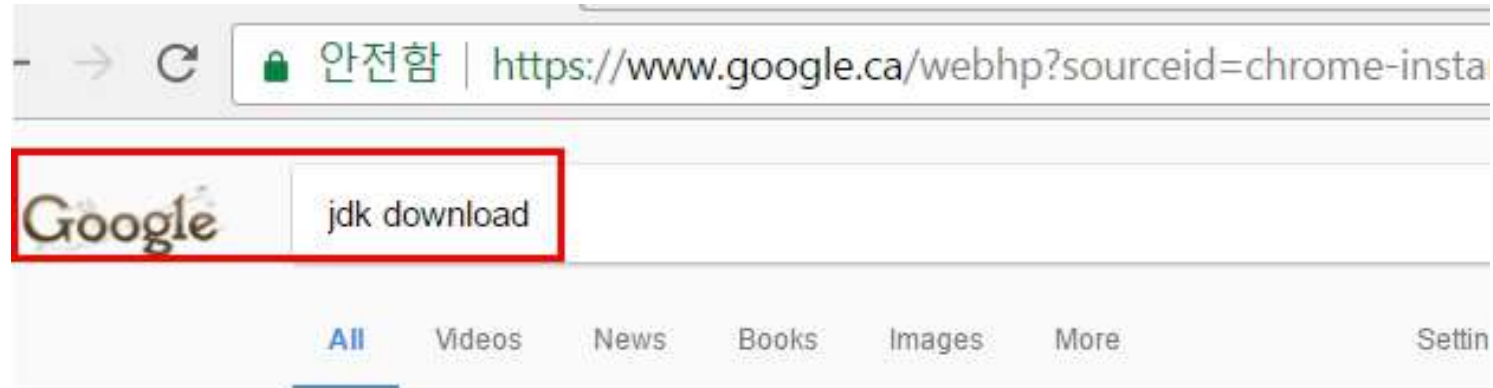 안전함 | https://www.google.ca/webhp?sourceid=chrome-insta
Google jdk download
All Videos News Books Images More Settin